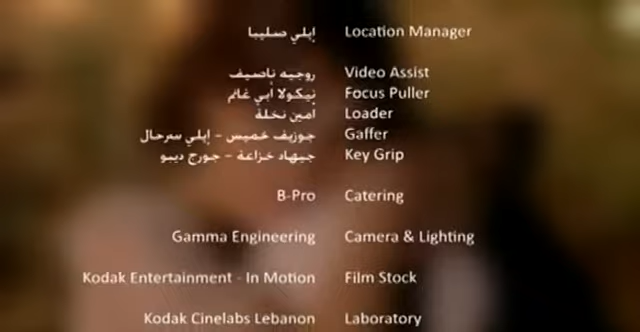 إيلي صليبا Location Manager
روجيه ناصيف Video Assist
نيكولا أبي غانم Focus Puller
أمين نخلة Loader
جوزيف خميس - إيلي سرحال Gaffer
جيهاد خزاعة - جورج ديبو Key Grip
B-Pro Catering
Gamma Engineering Camera & Lighting
Kodak Entertainment - In Motion Film Stock
Kodak Cinelabs Lebanon Laboratory